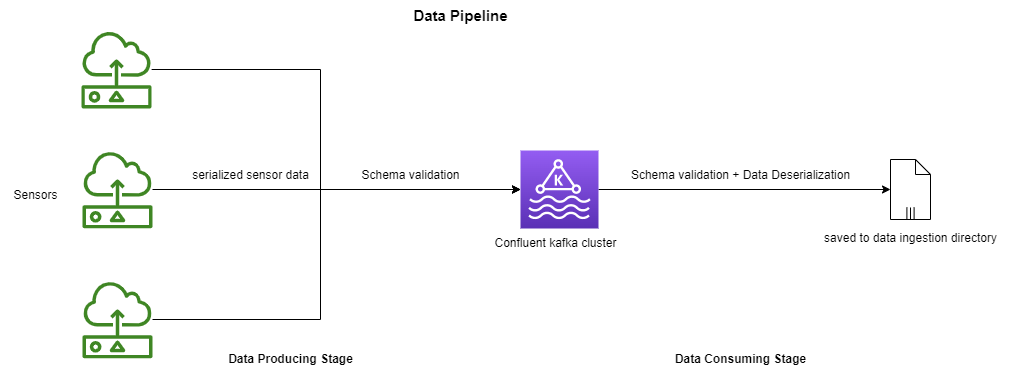 Data Pipeline
serialized sensor data
Schema validation
K
Schema validation + Data Deserialization
Sensors
Confluent kafka cluster
saved to data ingestion directory
Data Producing Stage
Data Consuming Stage